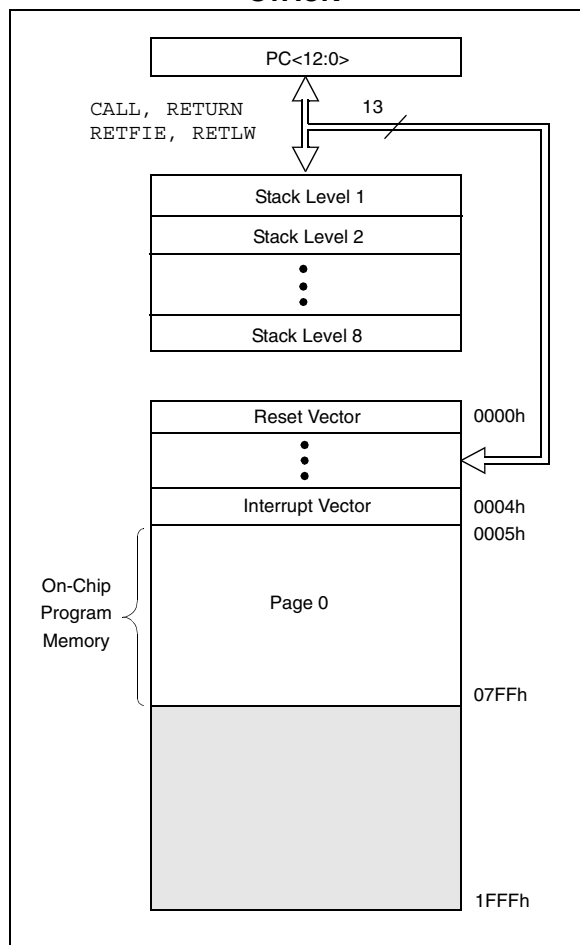 STACK
PC<12:0>
CALL, RETURN
RETFIE, RETLW
13
Stack Level 1
Stack Level 2
Stack Level 8
Reset Vector
0000h
Interrupt Vector
0004h
0005h
On-Chip
Program
Memory
Page 0
07FFh
1FFFh